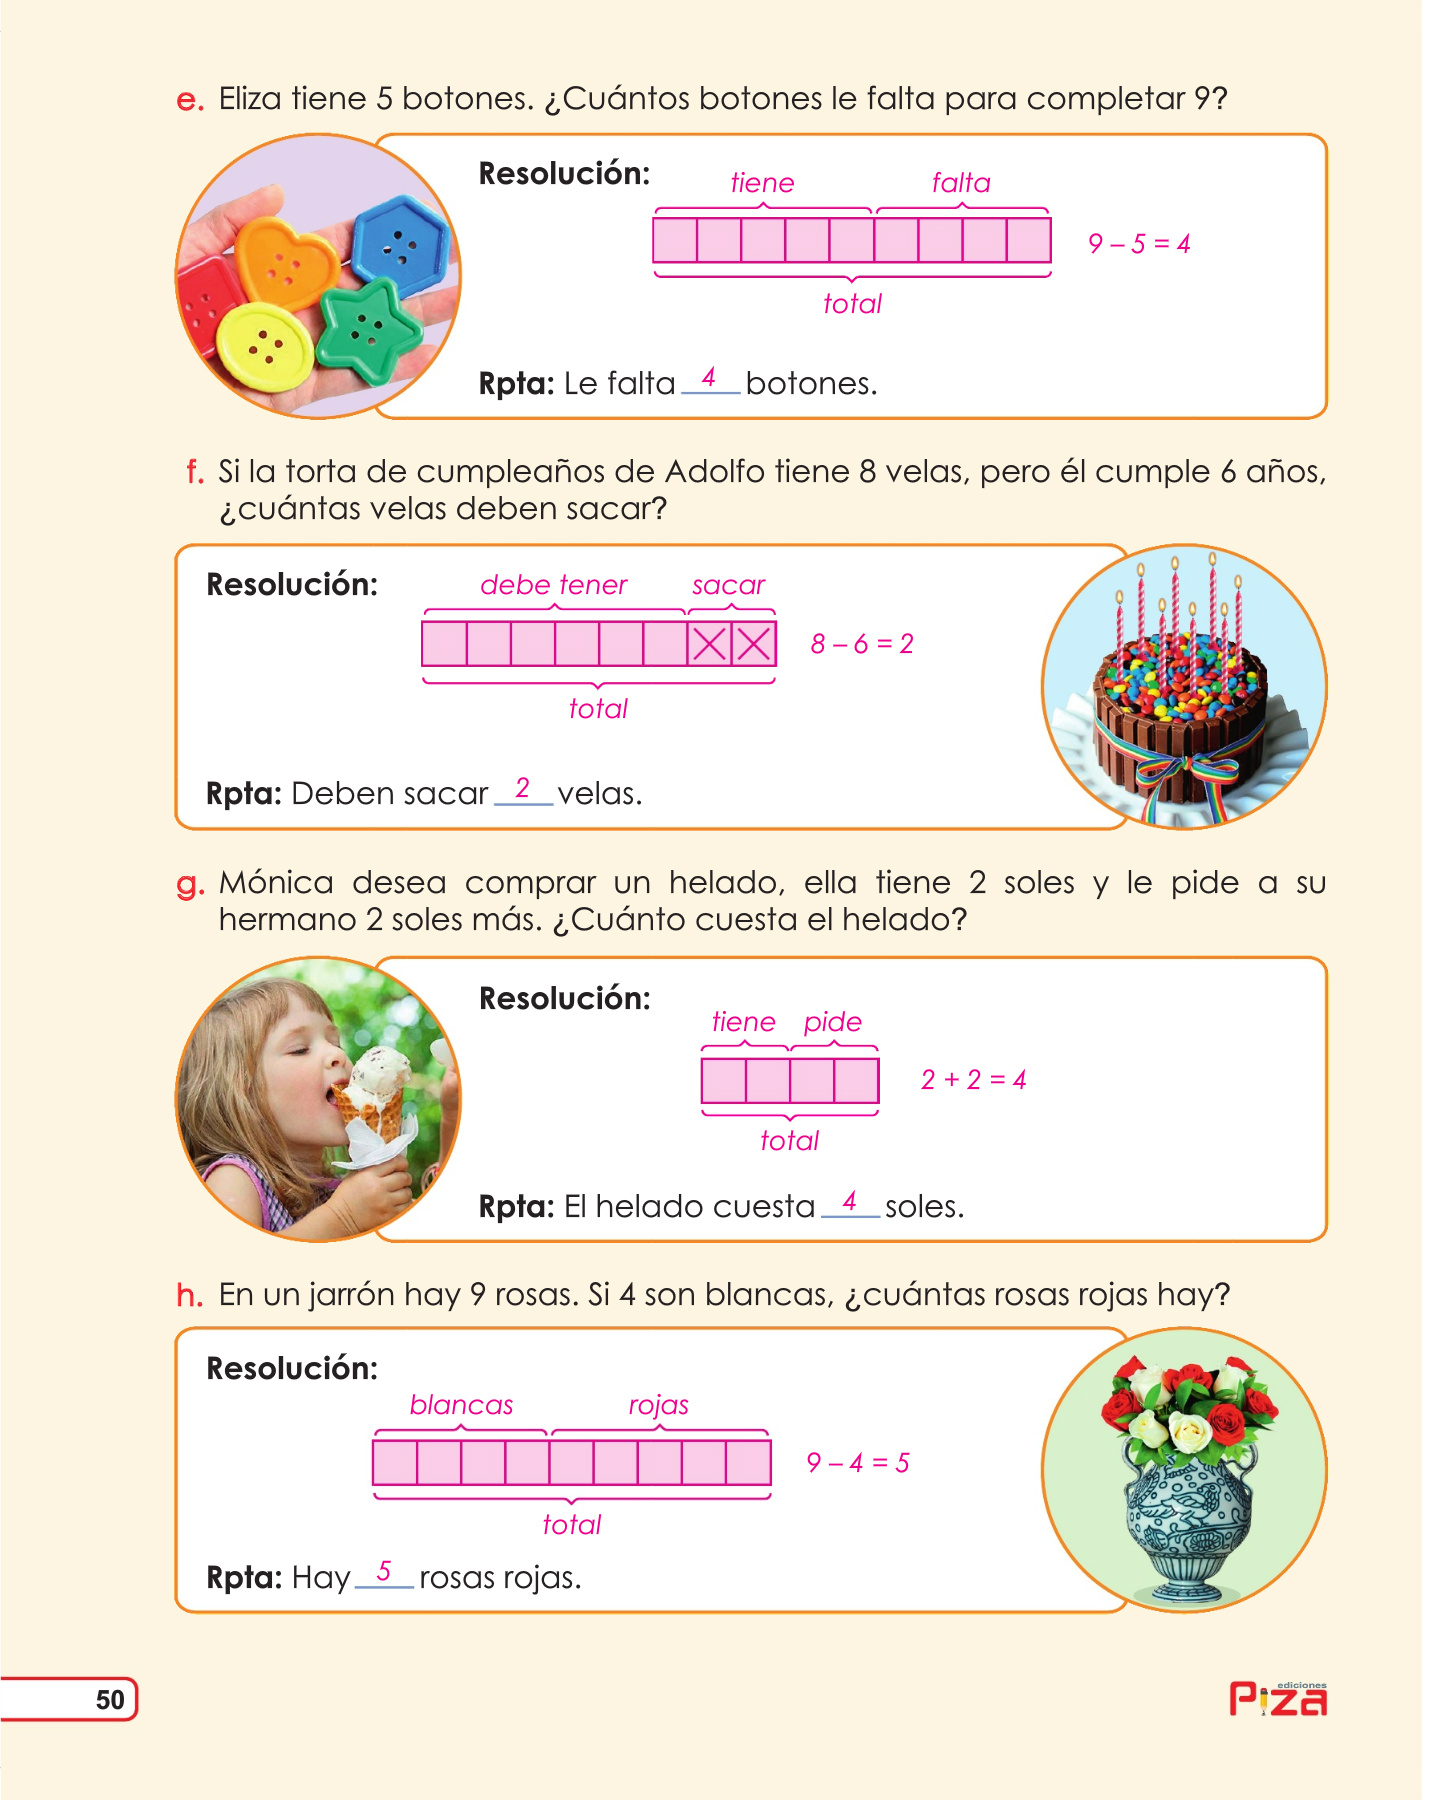 e. Eliza tiene 5 botones. ¿Cuántos botones le falta para completar 9?
Resolución:
tiene falta
9 – 5 = 4
total
Rpta: Le falta 4 botones.
f. Si la torta de cumpleaños de Adolfo tiene 8 velas, pero él cumple 6 años,
¿cuántas velas deben sacar?
Resolución:
debe tener sacar
8 – 6 = 2
total
Rpta: Deben sacar 2 velas.
g. Mónica desea comprar un helado, ella tiene 2 soles y le pide a su
hermano 2 soles más. ¿Cuánto cuesta el helado?
Resolución:
tiene pide
2 + 2 = 4
total
Rpta: El helado cuesta 4 soles.
h. En un jarrón hay 9 rosas. Si 4 son blancas, ¿cuántas rosas rojas hay?
Resolución:
blancas rojas
9 – 4 = 5
total
Rpta: Hay 5 rosas rojas.
50
ediciones
Piza